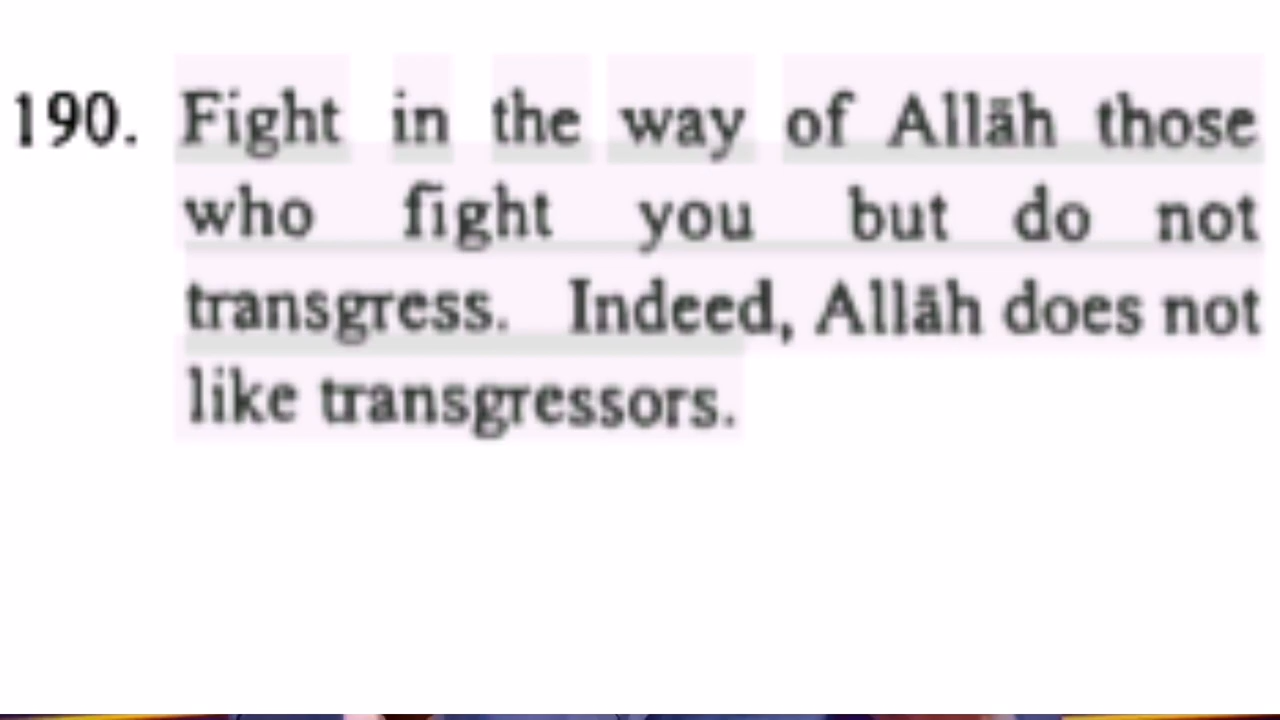 190. Fight in the way of Allāh those
who fight you but do not
transgress. Indeed, Allāh does not
like transgressors.